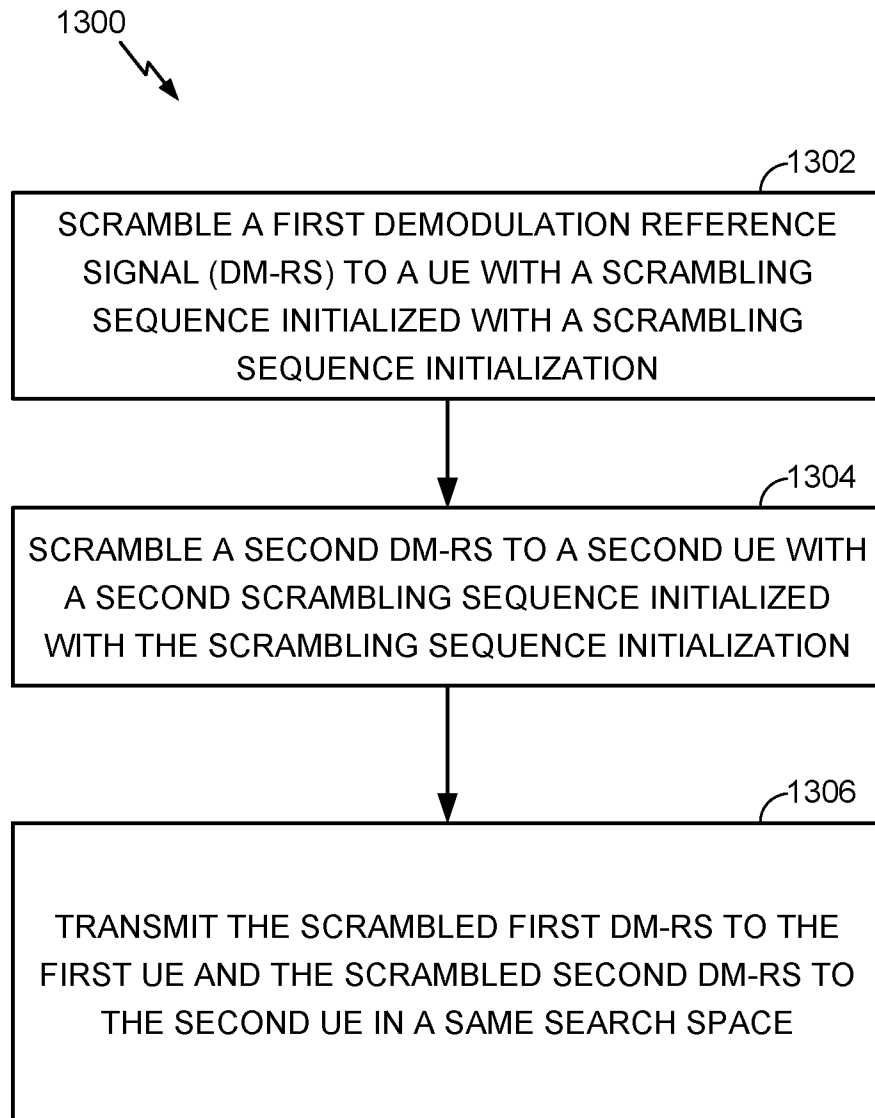 1300
1302
SCRAMBLE A FIRST DEMODULATION REFERENCE
SIGNAL (DM-RS) TO A UE WITH A SCRAMBLING
SEQUENCE INITIALIZED WITH A SCRAMBLING
SEQUENCE INITIALIZATION
1304
SCRAMBLE A SECOND DM-RS TO A SECOND UE WITH
A SECOND SCRAMBLING SEQUENCE INITIALIZED
WITH THE SCRAMBLING SEQUENCE INITIALIZATION
1306
TRANSMIT THE SCRAMBLED FIRST DM-RS TO THE
FIRST UE AND THE SCRAMBLED SECOND DM-RS TO
THE SECOND UE IN A SAME SEARCH SPACE